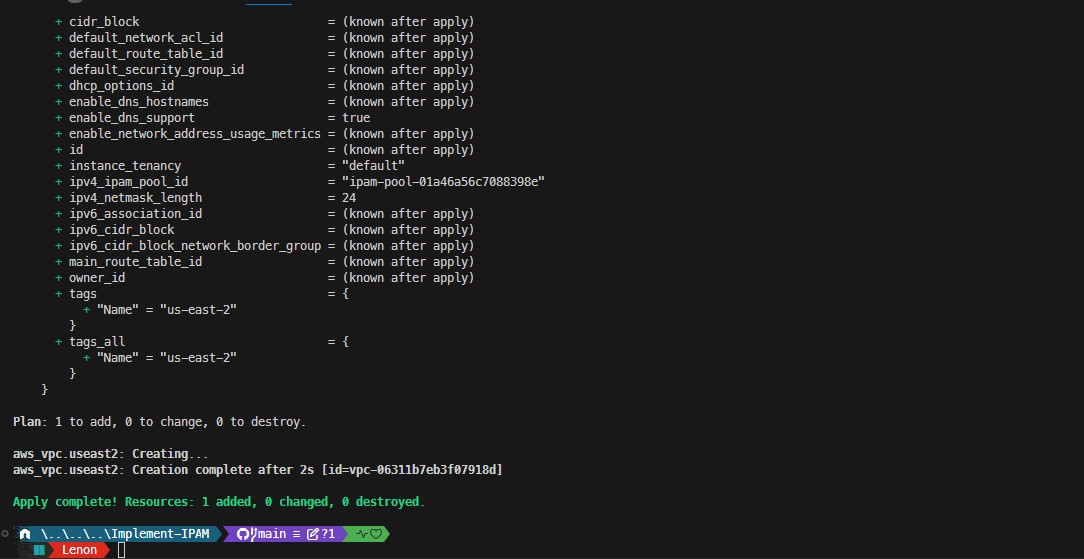 + cidr_block = (known after apply)
+ default_network_acl_id = (known after apply)
+ default_route_table_id = (known after apply)
+ default_security_group_id = (known after apply)
+ dhcp_options_id = (known after apply)
+ enable_dns_hostnames = (known after apply)
+ enable_dns_support = true
+ enable_network_address_usage_metrics = (known after apply)
+ id = (known after apply)
+ instance_tenancy = "default"
+ ipv4_ipam_pool_id = "ipam-pool-01a46a56c7088398e"
+ ipv4_netmask_length = 24
+ ipv6_association_id = (known after apply)
+ ipv6_cidr_block = (known after apply)
+ ipv6_cidr_block_network_border_group = (known after apply)
+ main_route_table_id = (known after apply)
+ owner_id = (known after apply)
+ tags = {
+ "Name" = "us-east-2"
}
+ tags_all = {
+ "Name" = "us-east-2"
}
}
Plan: 1 to add, 0 to change, 0 to destroy.
aws_vpc.useast2: Creating...
aws_vpc.useast2: Creation complete after 2s [id=vpc-06311b7eb3f07918d]
Apply complete! Resources: 1 added, 0 changed, 0 destroyed.
\..\..\..\Implement-IPAM main ≡ ?1
Lenon